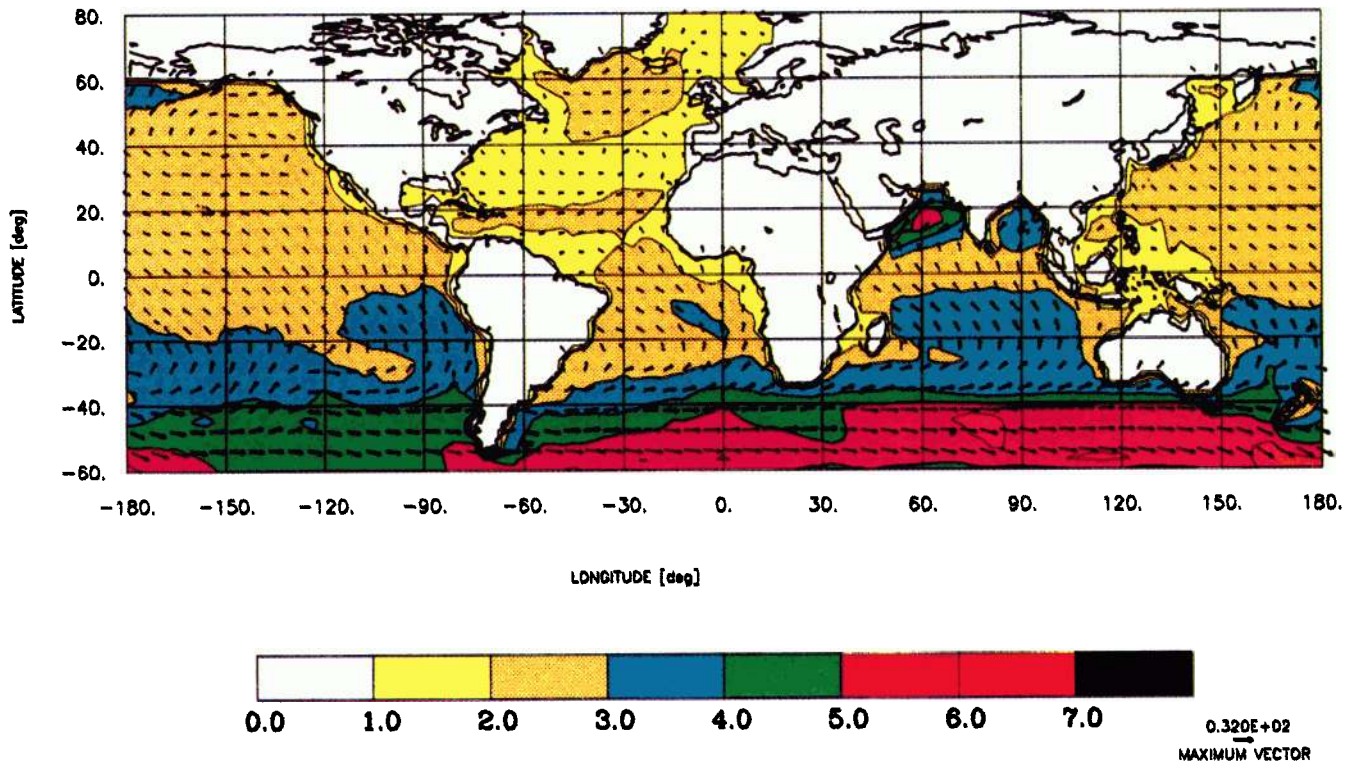 80.
60.
40.
20.
0.
-20.
-40.
-60.
LATITUDE [deg]
-180. -150. -120. -90. -60. -30. 0. 30. 60. 90. 120. 150. 180.
LONGITUDE [deg]
0.0 1.0 2.0 3.0 4.0 5.0 6.0 7.0
0.320E+02
MAXIMUM VECTOR